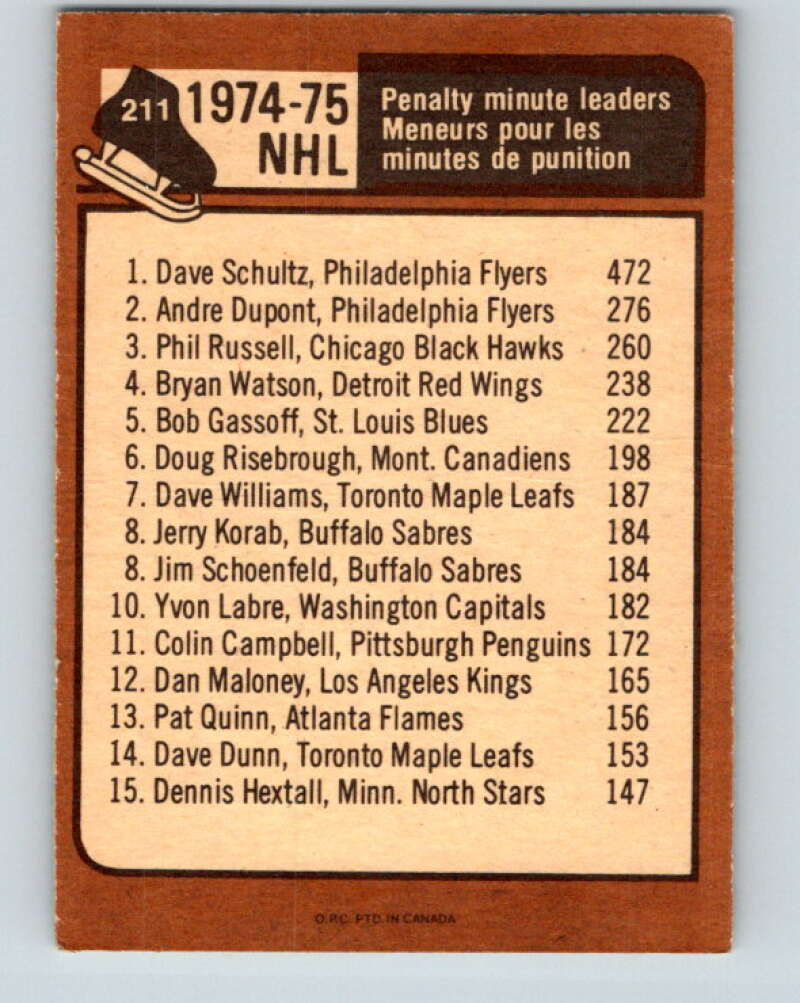 211
1974-75
NHL
Penalty minute leaders
Meneurs pour les
minutes de punition
1. Dave Schultz, Philadelphia Flyers 472
2. Andre Dupont, Philadelphia Flyers 276
3. Phil Russell, Chicago Black Hawks 260
4. Bryan Watson, Detroit Red Wings 238
5. Bob Gassoff, St. Louis Blues 222
6. Doug Risebrough, Mont. Canadiens 198
7. Dave Williams, Toronto Maple Leafs 187
8. Jerry Korab, Buffalo Sabres 184
8. Jim Schoenfeld, Buffalo Sabres 184
10. Yvon Labre, Washington Capitals 182
11. Colin Campbell, Pittsburgh Penguins 172
12. Dan Maloney, Los Angeles Kings 165
13. Pat Quinn, Atlanta Flames 156
14. Dave Dunn, Toronto Maple Leafs 153
15. Dennis Hextall, Minn. North Stars 147
O.P.C. PTD. IN CANADA